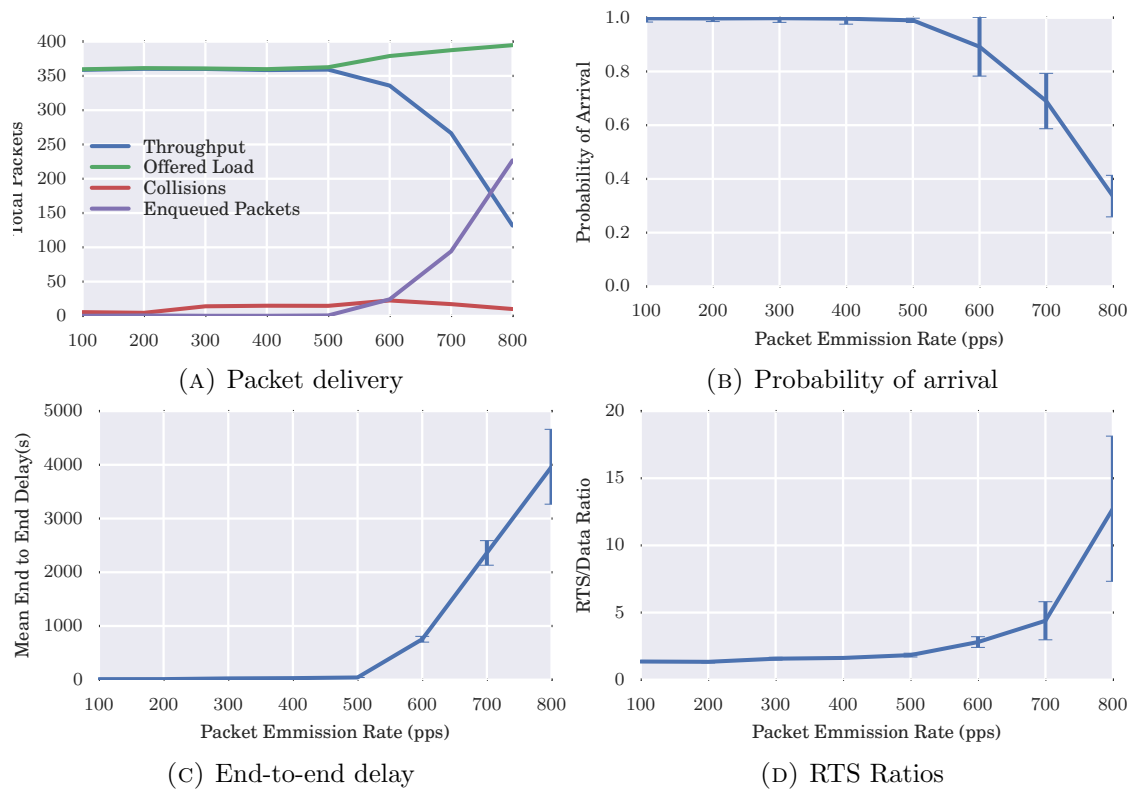 400
350
300
250
200
150
100
50
0
Total Packets
Throughput
Offered Load
Collisions
Enqueued Packets
100 200 300 400 500 600 700 800
(A) Packet delivery
1.0
0.8
0.6
0.4
0.2
0.0
Probability of Arrival
100 200 300 400 500 600 700 800
Packet Emmission Rate (pps)
(B) Probability of arrival
5000
4000
3000
2000
1000
0
Mean End to End Delay(s)
100 200 300 400 500 600 700 800
Packet Emmission Rate (pps)
(C) End-to-end delay
20
15
10
5
0
RTS/Data Ratio
100 200 300 400 500 600 700 800
Packet Emmission Rate (pps)
(D) RTS Ratios